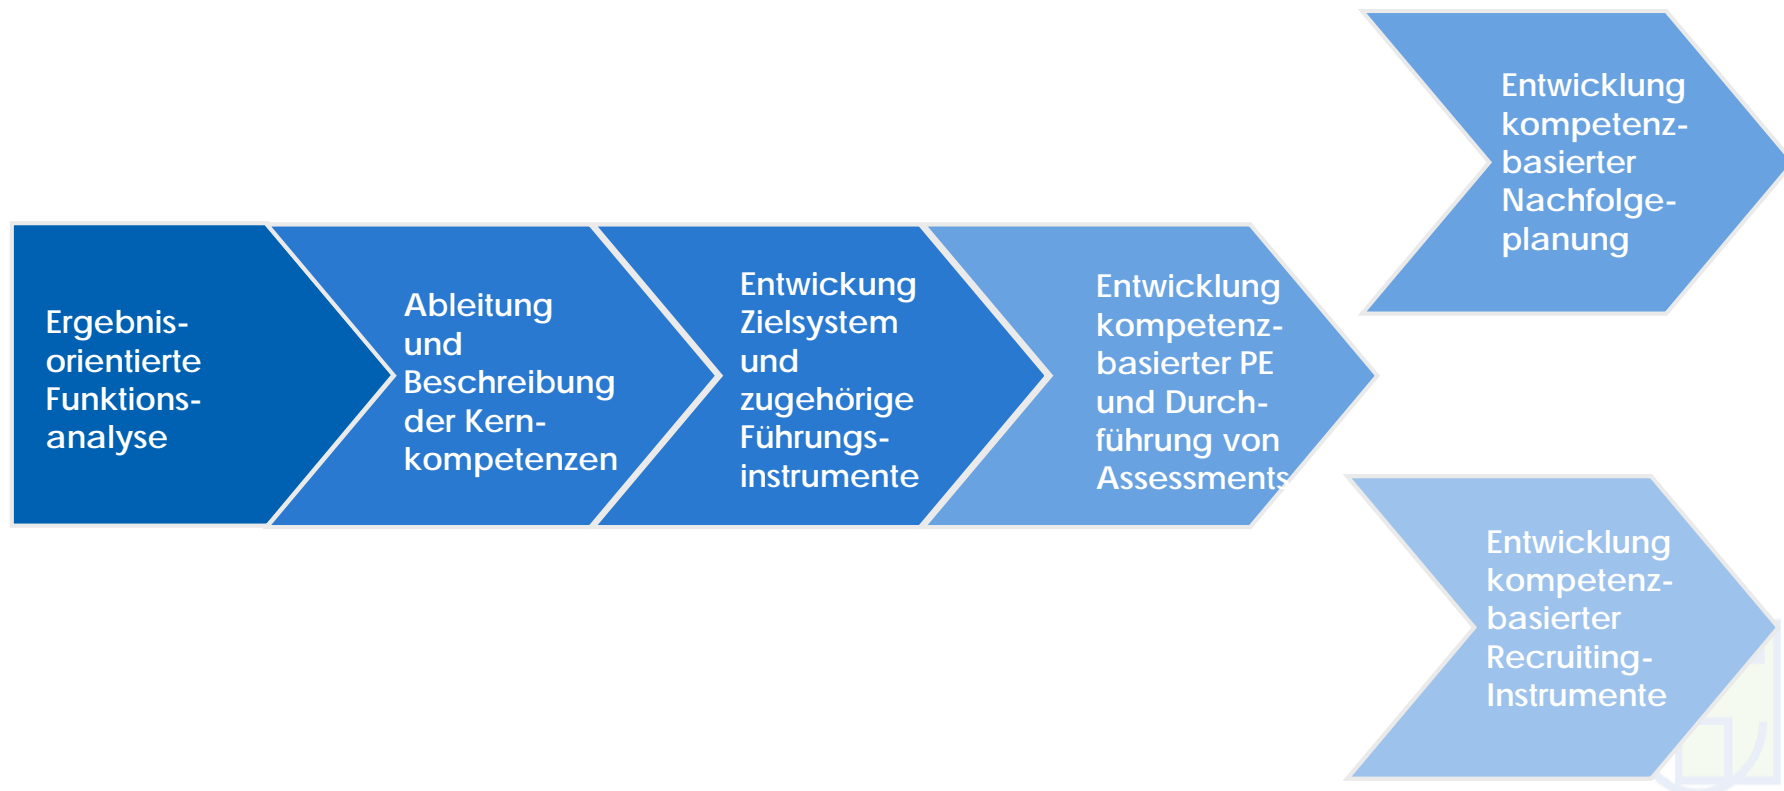 Ergebnis-
orientierte
Funktions-
analyse
Ableitung
und
Beschreibung
der Kern-
kompetenzen
Entwickung
Zielsystem
und
zugehörige
Führungs-
instrumente
Entwicklung
kompetenz-
basierter PE
und Durch-
führung von
Assessments
Entwicklung
kompetenz-
basierter
Nachfolge-
planung
Entwicklung
kompetenz-
basierter
Recruiting-
Instrumente